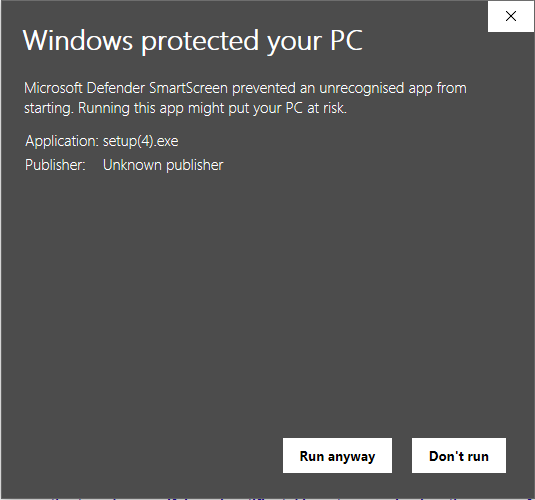 Windows protected your PC
Microsoft Defender SmartScreen prevented an unrecognised app from
starting. Running this app might put your PC at risk.
Application: setup(4).exe
Publisher: Unknown publisher
Run anyway
Don't run